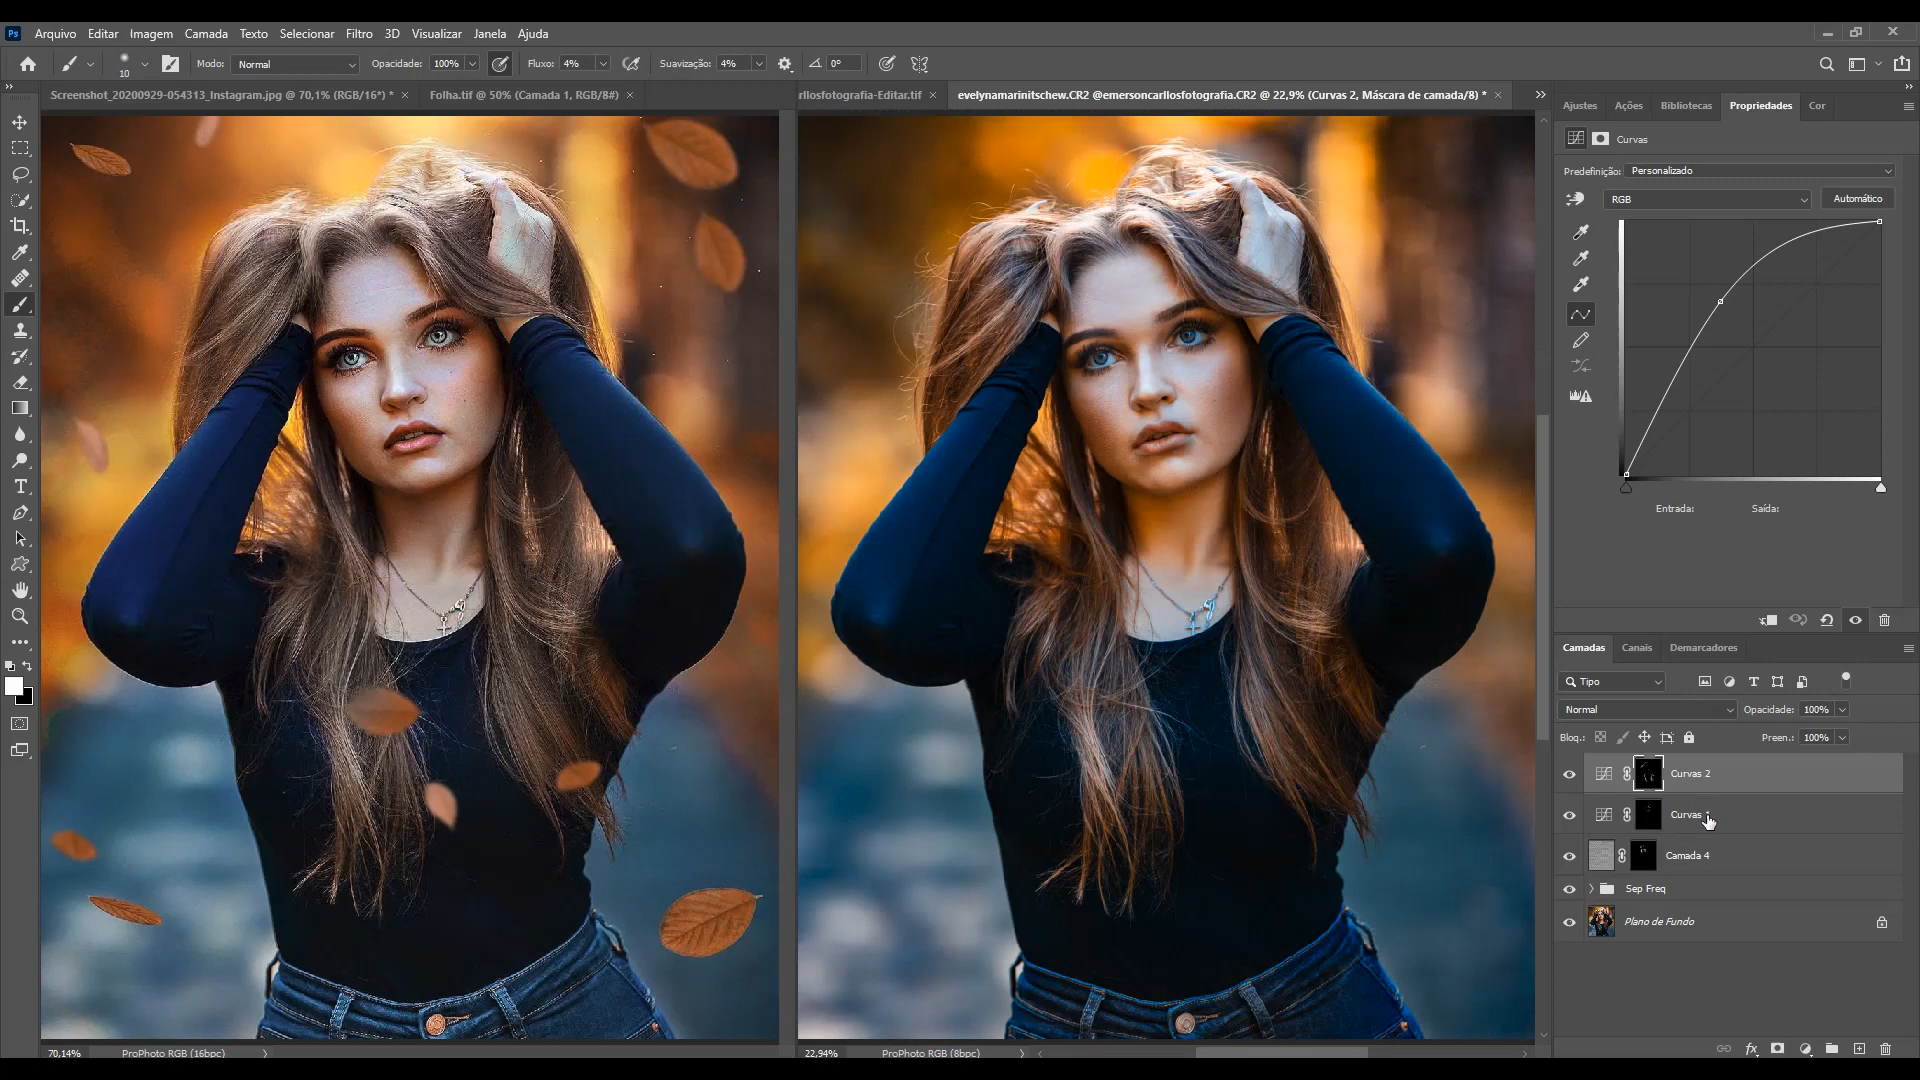 Ps Arquivo Editar Imagem Camada Texto Selecionar Filtro 3D Visualizar Janela Ajuda
10 Modo: Normal Opacidade: 100% Fluxo: 4% Suavização: 4% 0°
Screenshot_20200929-054313_Instagram.jpg @ 70,1% (RGB/16*) * × Folha.tif @ 50% (Camada 1, RGB/8#) × rllosfotografia-Editar.tif × evelynamarinitschew.CR2 @emersoncarllosfotografia.CR2 @ 22,9% (Curvas 2, Máscara de camada/8) * ×
Ajustes Ações Bibliotecas Propriedades Cor
Curvas
Predefinição: Personalizado
RGB Automático
Entrada: Saída:
Camadas Canais Demarcadores
Tipo
Normal Opacidade: 100%
Bloq.: Preen.: 100%
Curvas 2
Curvas
Camada 4
Sep Freq
Plano de Fundo
fx
70,14% ProPhoto RGB (16bpc)
22,94% ProPhoto RGB (8bpc)